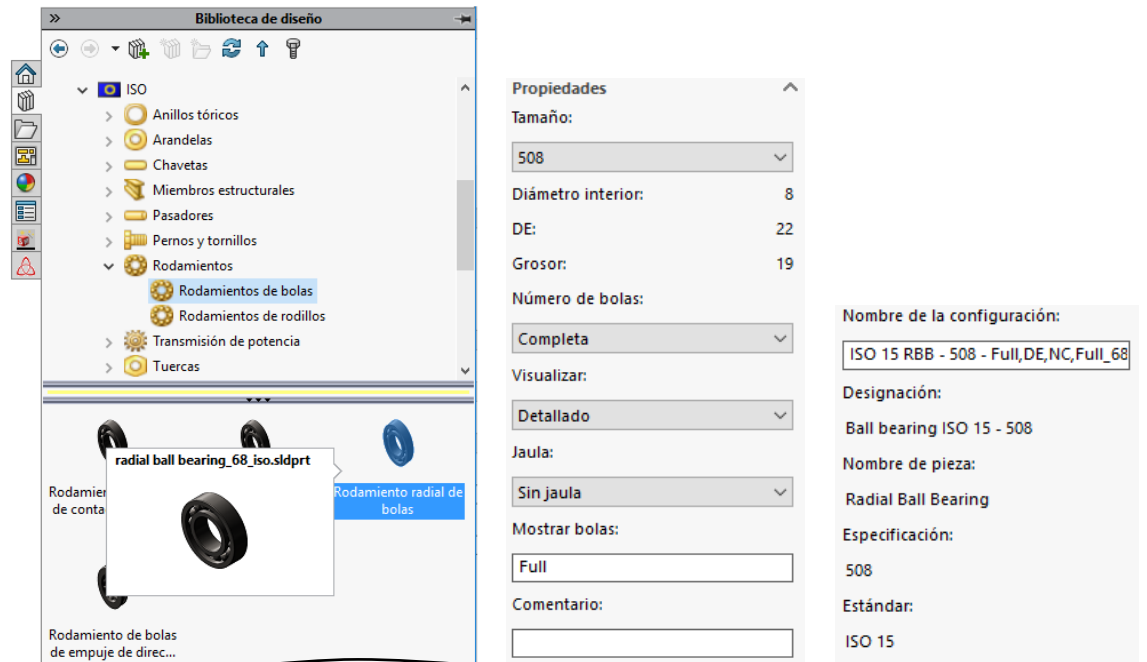 Biblioteca de diseño
ISO
Anillos tóricos
Arandelas
Chavetas
Miembros estructurales
Pasadores
Pernos y tornillos
Rodamientos
Rodamientos de bolas
Rodamientos de rodillos
Transmisión de potencia
Tuercas
radial ball bearing_68_iso.sldprt
Rodamien
de conta
Rodamiento radial de
bolas
Rodamiento de bolas
de empuje de direc...
Propiedades
Tamaño:
508
Diámetro interior: 8
DE: 22
Grosor: 19
Número de bolas:
Completa
Visualizar:
Detallado
Jaula:
Sin jaula
Mostrar bolas:
Full
Comentario:
Nombre de la configuración:
ISO 15 RBB - 508 - Full,DE,NC,Full_68
Designación:
Ball bearing ISO 15 - 508
Nombre de pieza:
Radial Ball Bearing
Especificación:
508
Estándar:
ISO 15